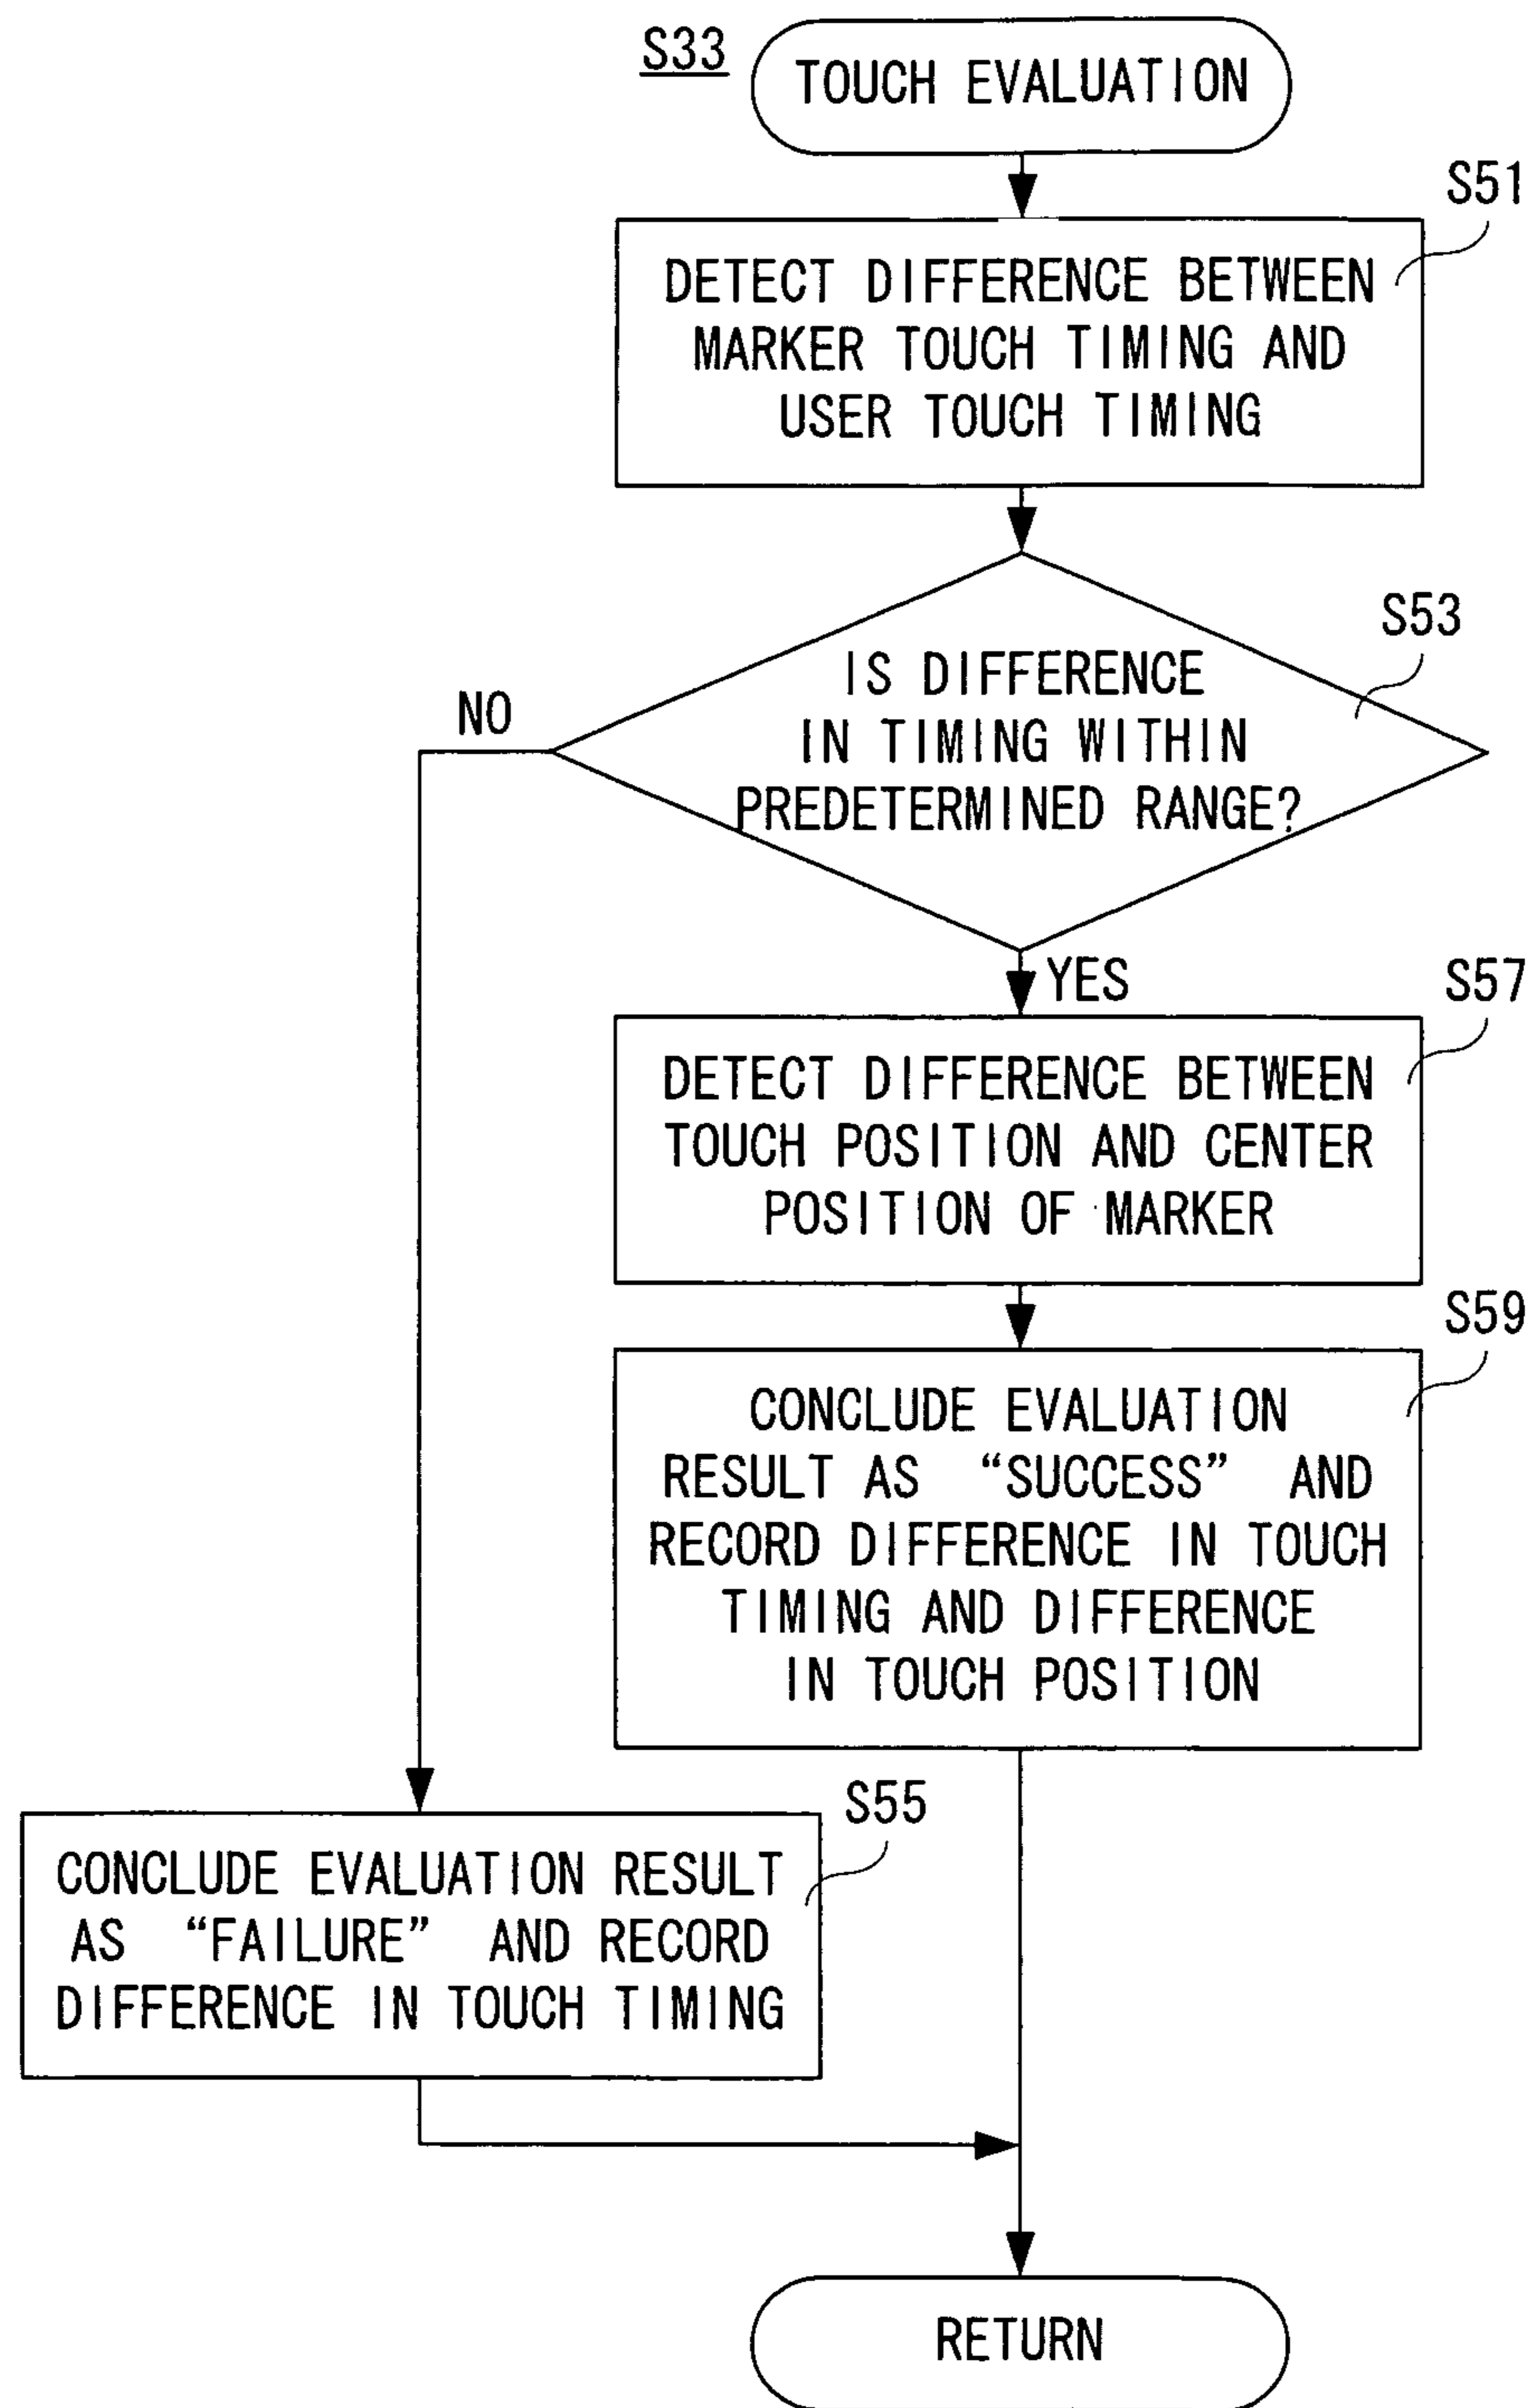 S33
TOUCH EVALUATION
S51
DETECT DIFFERENCE BETWEEN
MARKER TOUCH TIMING AND
USER TOUCH TIMING
S53
IS DIFFERENCE
IN TIMING WITHIN
PREDETERMINED RANGE?
NO
YES
S57
DETECT DIFFERENCE BETWEEN
TOUCH POSITION AND CENTER
POSITION OF MARKER
S59
CONCLUDE EVALUATION
RESULT AS “SUCCESS” AND
RECORD DIFFERENCE IN TOUCH
TIMING AND DIFFERENCE
IN TOUCH POSITION
S55
CONCLUDE EVALUATION RESULT
AS “FAILURE” AND RECORD
DIFFERENCE IN TOUCH TIMING
RETURN